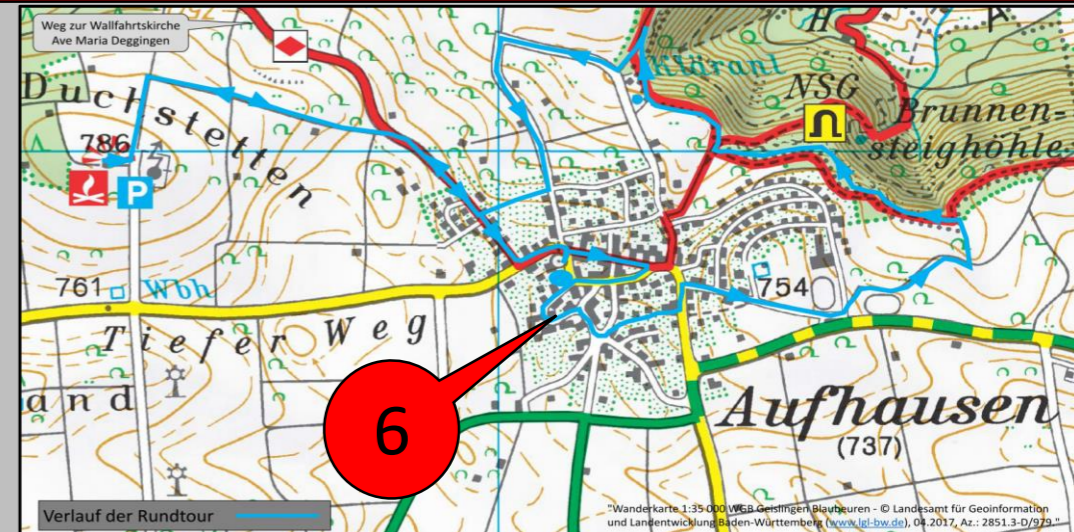 Weg zur Wallfahrtskirche
Ave Maria Deggingen
Duchstetten
786
P
Kläranl
H
A
NSG
Brunnen-
steighöhle
761
Wbh
754
Tiefer Weg
and
6
Aufhausen
(737)
Verlauf der Rundtour
"Wanderkarte 1:35 000 WGB Geislingen Blaubeuren - © Landesamt für Geoinformation
und Landentwicklung Baden-Württemberg (www.lgl-bw.de), 04.2017, Az.: 2851.3-D/979."